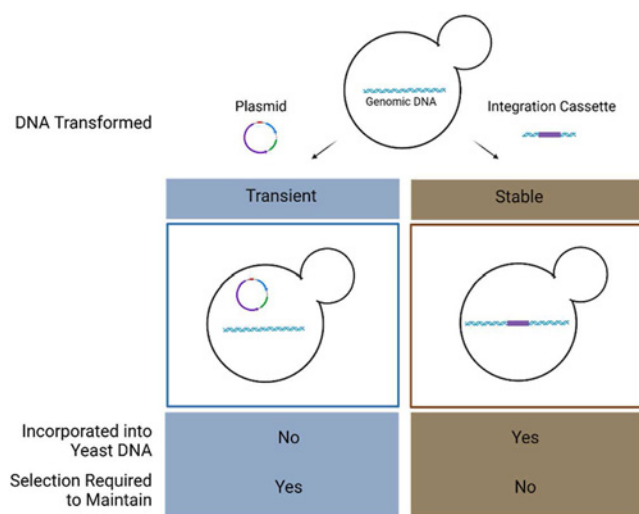 Genomic DNA
DNA Transformed
Plasmid
Integration Cassette
Transient
Stable
Incorporated into
Yeast DNA
No
Yes
Selection Required
to Maintain
Yes
No